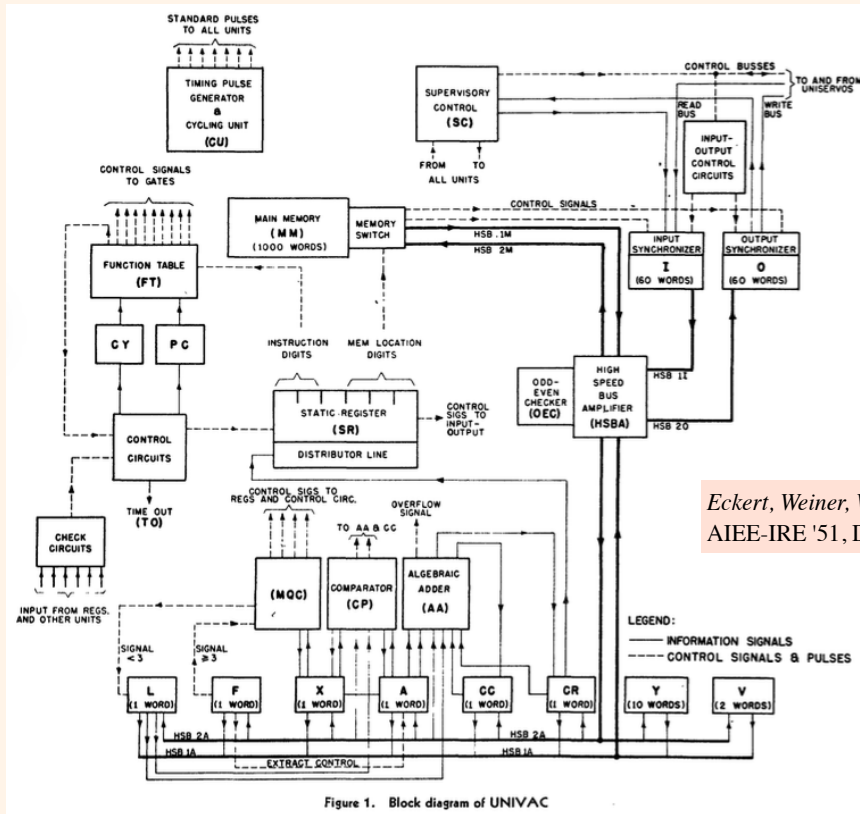 STANDARD PULSES
TO ALL UNITS
TIMING PULSE
GENERATOR
&
CYCLING UNIT
(CU)
SUPERVISORY
CONTROL
(SC)
CONTROL BUSSES
TO AND FROM
UNISERVOS
READ
BUS
WRITE
BUS
INPUT-
OUTPUT
CONTROL
CIRCUITS
FROM TO
ALL UNITS
CONTROL SIGNALS
TO GATES
MAIN MEMORY
(MM)
(1000 WORDS)
MEMORY
SWITCH
CONTROL SIGNALS
HSB 1M
HSB 2M
INPUT
SYNCHRONIZER
I
(60 WORDS)
OUTPUT
SYNCHRONIZER
O
(60 WORDS)
FUNCTION TABLE
(FT)
CY
PC
INSTRUCTION
DIGITS
MEM LOCATION
DIGITS
HIGH
SPEED
BUS
AMPLIFIER
(HSBA)
HSB 1I
HSB 2O
ODD-
EVEN
CHECKER
(OEC)
STATIC-REGISTER
(SR)
DISTRIBUTOR LINE
CONTROL
SIGS TO
INPUT-
OUTPUT
CONTROL
CIRCUITS
TIME OUT
(TO)
CHECK
CIRCUITS
INPUT FROM REGS.
AND OTHER UNITS
CONTROL SIGS TO
REGS AND CONTROL CIRC.
TO AA & CC
OVERFLOW
SIGNAL
(MQC)
COMPARATOR
(CP)
ALGEBRAIC
ADDER
(AA)
Eckert, Weiner,
AIEE-IRE '51,
LEGEND:
INFORMATION SIGNALS
CONTROL SIGNALS & PULSES
SIGNAL
<3
SIGNAL
≥3
L
(1 WORD)
F
(1 WORD)
X
(1 WORD)
A
(1 WORD)
CC
(1 WORD)
CR
(1 WORD)
Y
(10 WORDS)
V
(2 WORDS)
HSB 2A
HSB 2A
HSB 1A
HSB 1A
EXTRACT CONTROL
Figure 1. Block diagram of UNIVAC